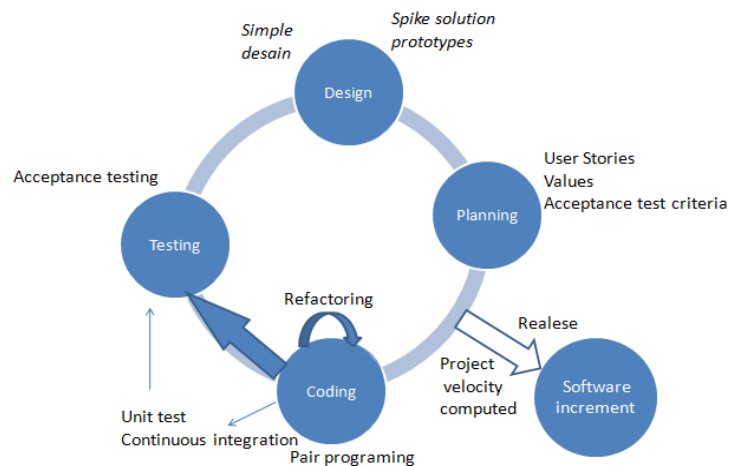 Simple
desain
Spike solution
prototypes
Design
User Stories
Values
Acceptance test criteria
Planning
Acceptance testing
Testing
Refactoring
Realese
Project
velocity
computed
Software
increment
Coding
Unit test
Continuous integration
Pair programing